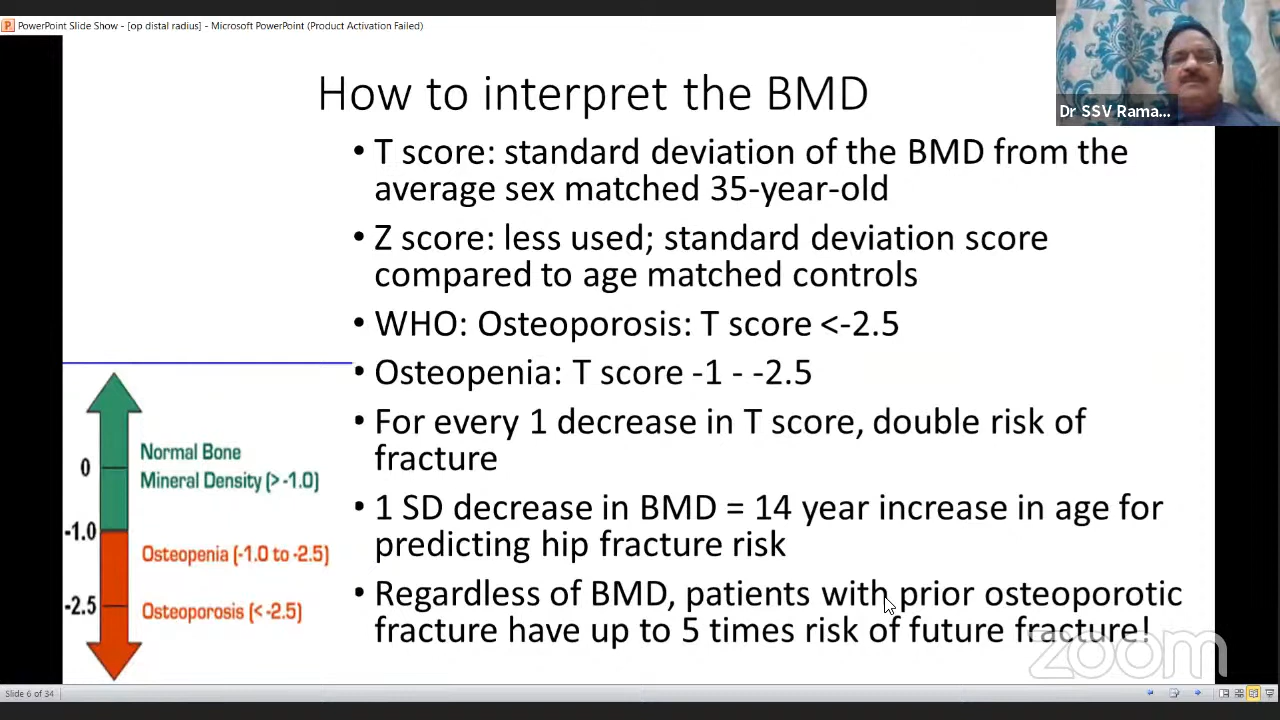 PowerPoint Slide Show - [op distal radius] - Microsoft PowerPoint (Product Activation Failed)
Dr SSV Rama...
How to interpret the BMD
• T score: standard deviation of the BMD from the
average sex matched 35-year-old
• Z score: less used; standard deviation score
compared to age matched controls
• WHO: Osteoporosis: T score <-2.5
• Osteopenia: T score -1 - -2.5
• For every 1 decrease in T score, double risk of
fracture
• 1 SD decrease in BMD = 14 year increase in age for
predicting hip fracture risk
• Regardless of BMD, patients with prior osteoporotic
fracture have up to 5 times risk of future fracture!
Normal Bone
0
Mineral Density (> -1.0)
-1.0
Osteopenia (-1.0 to -2.5)
-2.5
Osteoporosis (< -2.5)
zoom
Slide 6 of 34